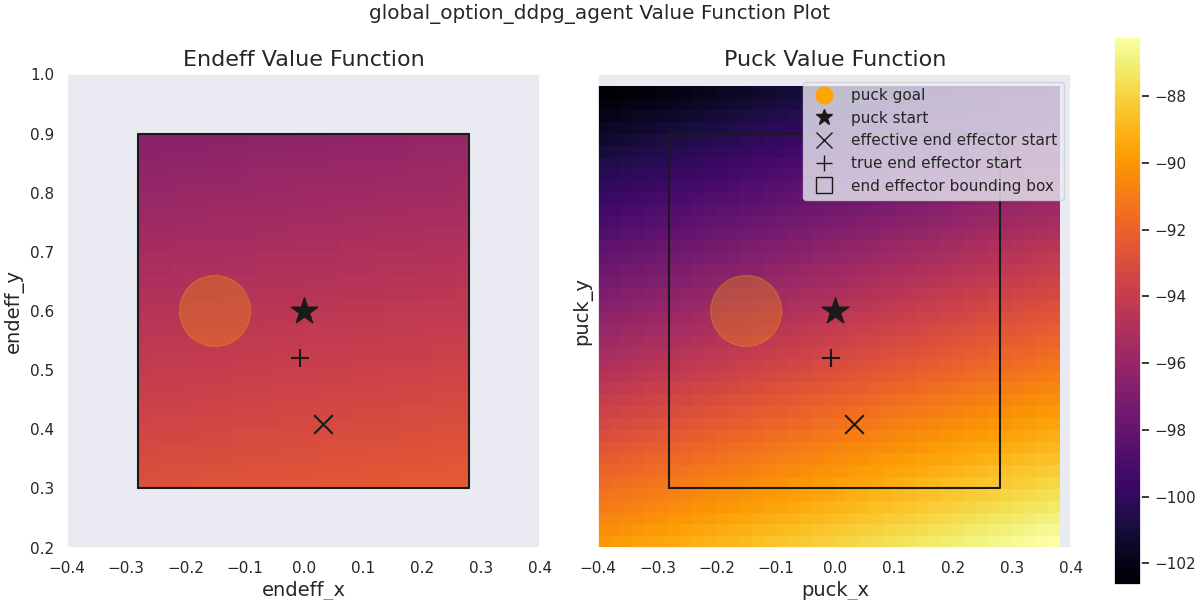 global_option_ddpg_agent Value Function Plot
Endeff Value Function
Puck Value Function
1.0
0.9
0.8
0.7
0.6
0.5
0.4
0.3
0.2
endeff_y
−0.4 −0.3 −0.2 −0.1 0.0 0.1 0.2 0.3 0.4
endeff_x
puck_y
puck goal
puck start
effective end effector start
true end effector start
end effector bounding box
−0.4 −0.3 −0.2 −0.1 0.0 0.1 0.2 0.3 0.4
puck_x
−88
−90
−92
−94
−96
−98
−100
−102